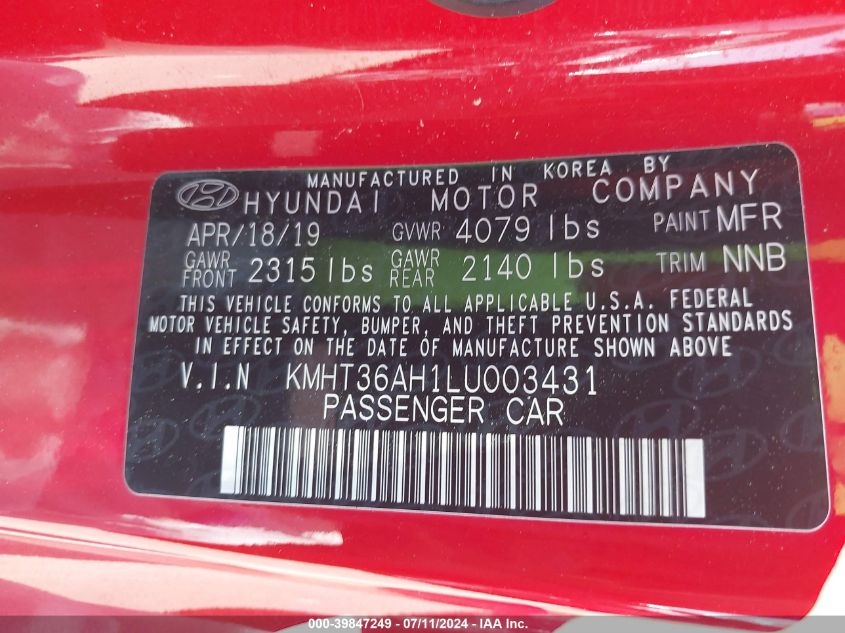 MANUFACTURED IN KOREA BY
HYUNDAI MOTOR COMPANY
APR/18/19 GVWR 4079 lbs PAINT MFR
GAWR FRONT 2315 lbs GAWR REAR 2140 lbs TRIM NNB
THIS VEHICLE CONFORMS TO ALL APPLICABLE U.S.A. FEDERAL
MOTOR VEHICLE SAFETY, BUMPER, AND THEFT PREVENTION STANDARDS
IN EFFECT ON THE DATE OF MANUFACTURE SHOWN ABOVE
V.I.N KMHT36AH1LU003431
PASSENGER CAR
000-39847249 - 07/11/2024 - IAA Inc.